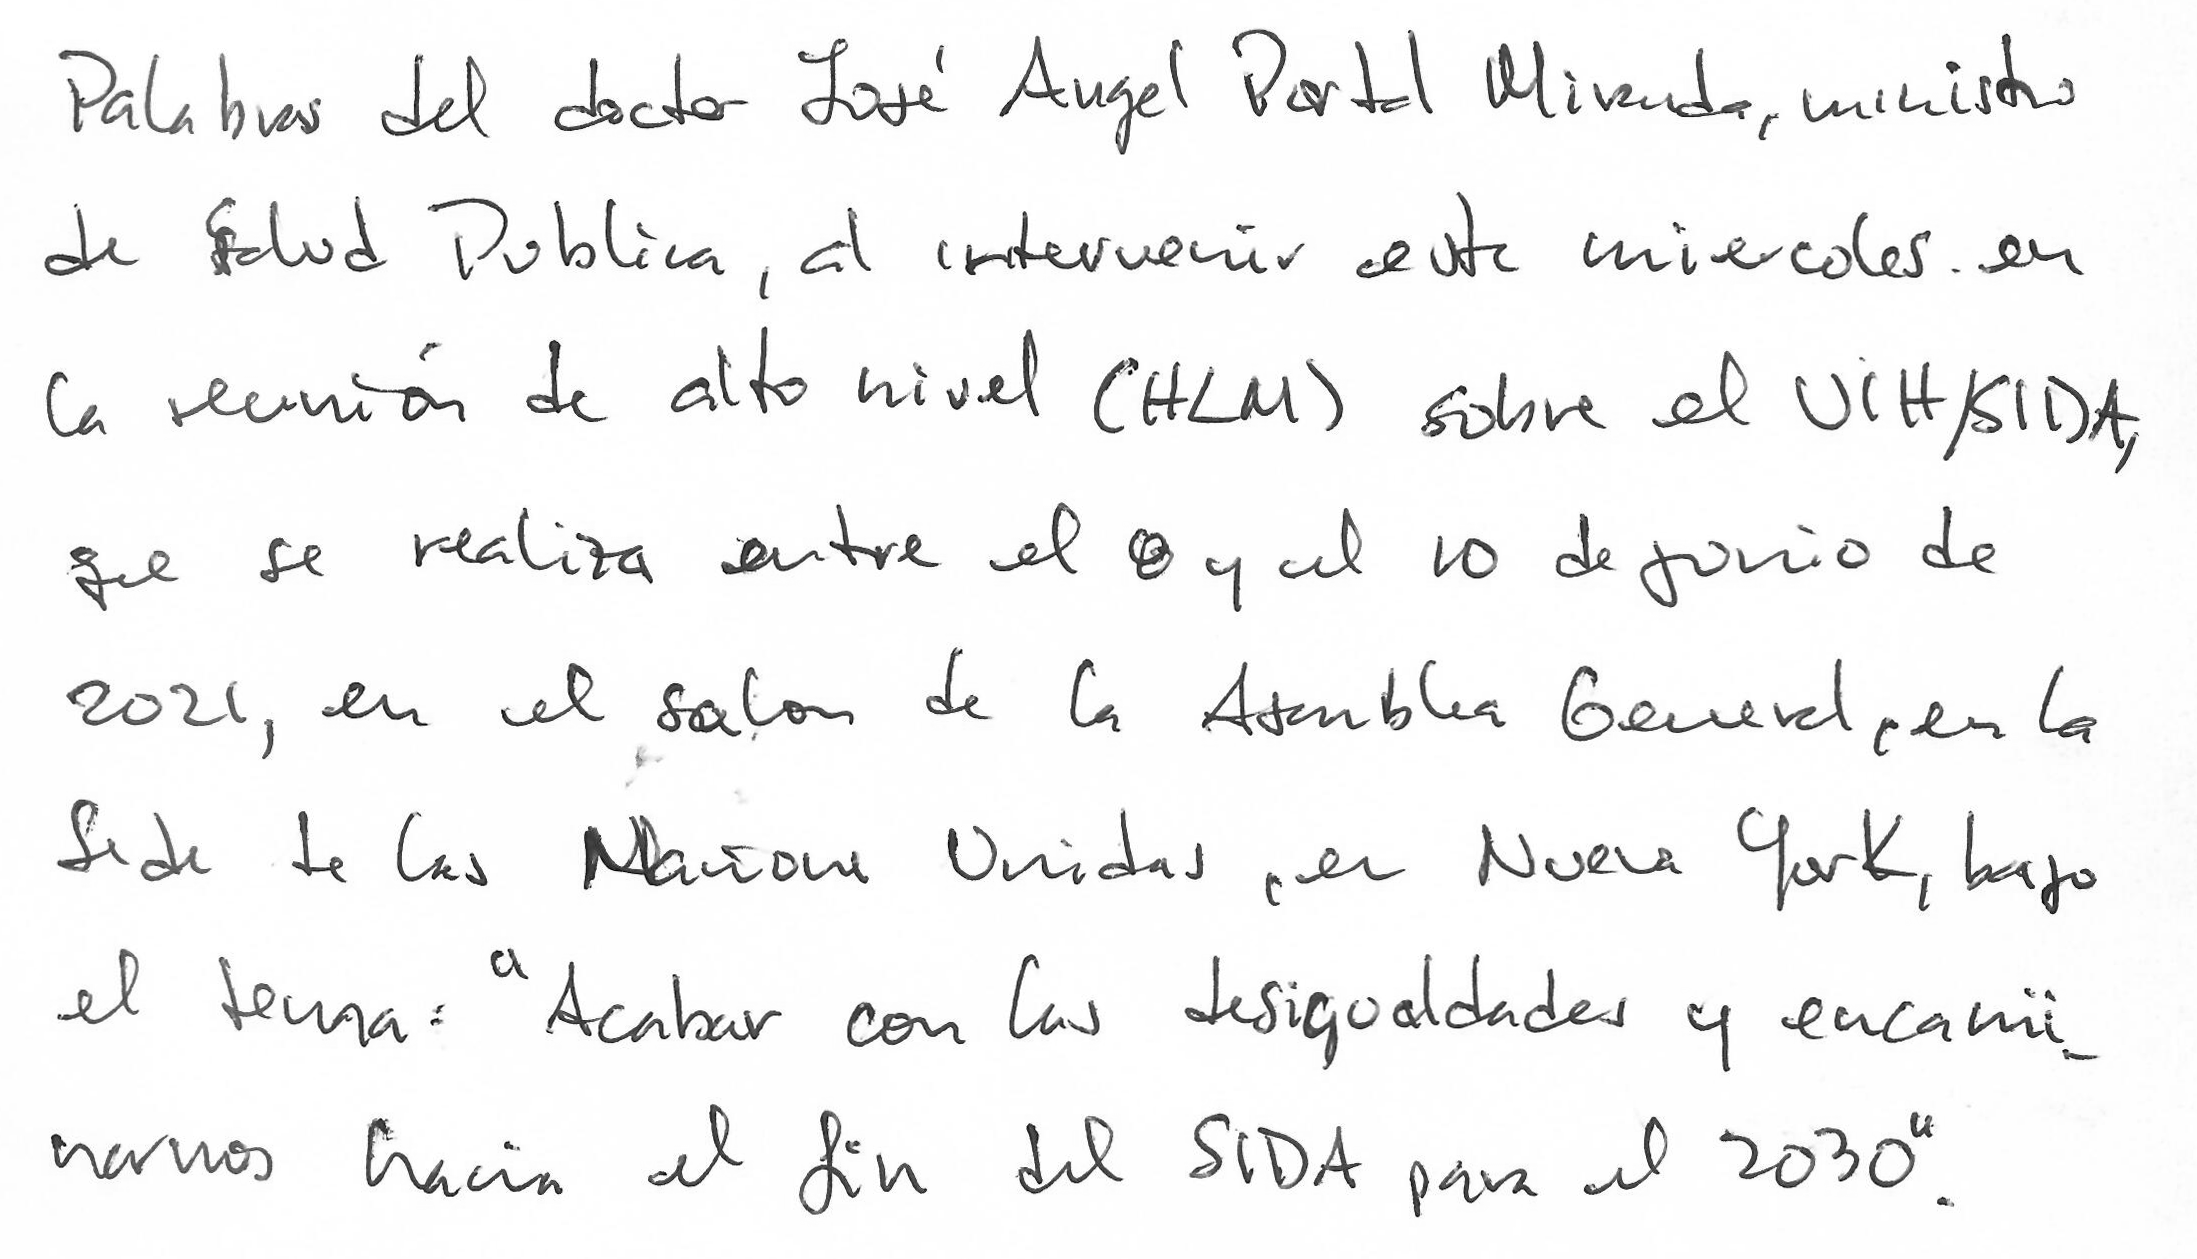 Palabras del doctor José Angel Portal Miranda, ministro
de Salud Publica, al intervenir este miercoles en
la reunión de alto nivel (HLM) sobre el VIH/SIDA,
que se realiza entre el 8 y el 10 de junio de
2021, en el salon de la Asamblea General, en la
Sede de las Naciones Unidas, en Nueva York, bajo
el tema: "Acabar con las desigualdades y encami-
narnos hacia el fin del SIDA para el 2030".